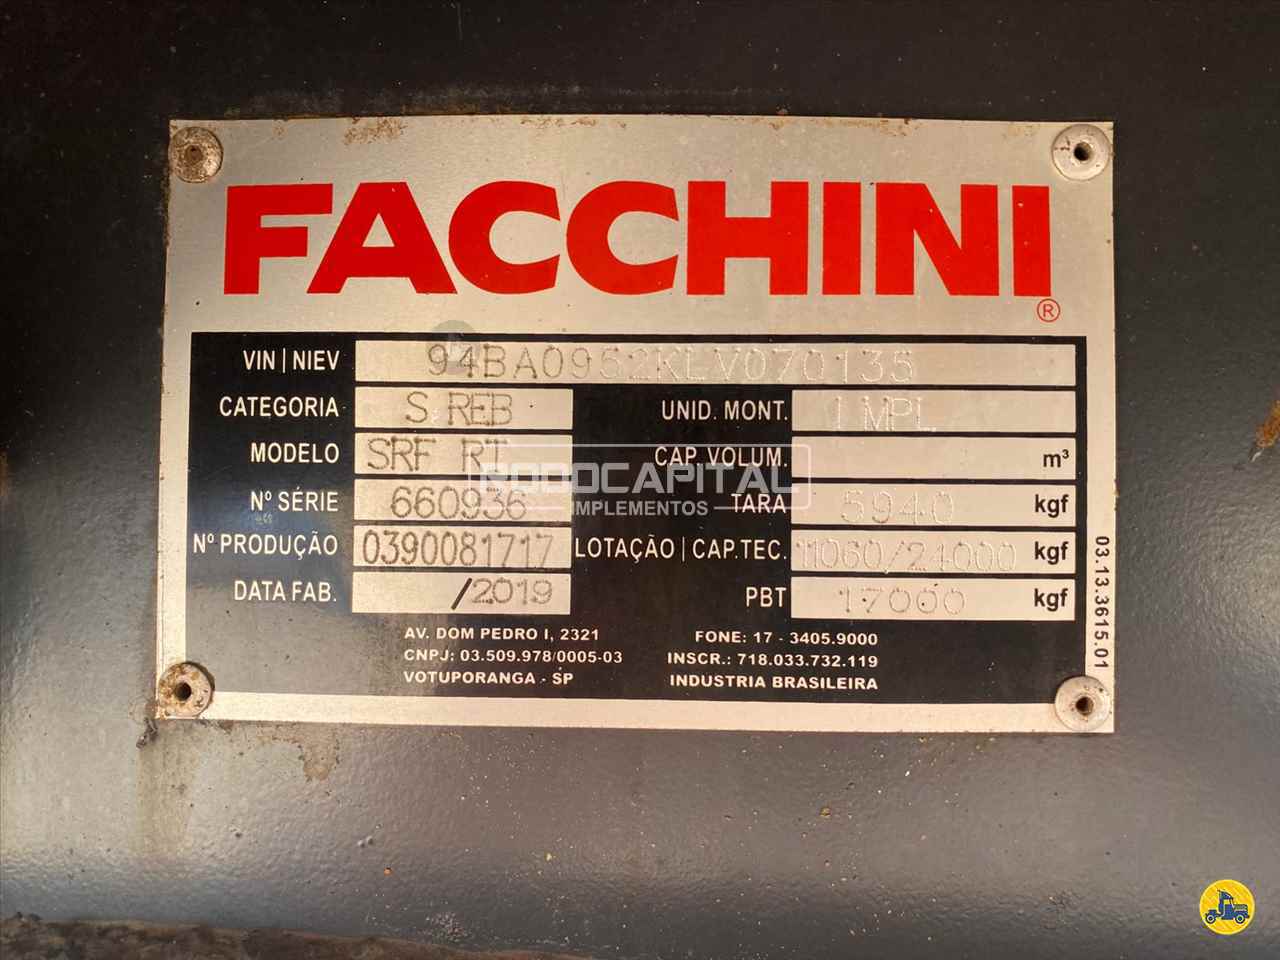 FACCHINI
®
VIN | NIEV 94BA0952KLV070135
CATEGORIA S.REB UNID. MONT. IMPL.
MODELO SRF RT CAP. VOLUM. m³
Nº SÉRIE 660936 TARA 5940 kgf
Nº PRODUÇÃO 0390081717 LOTAÇÃO | CAP.TEC. 11060/24000 kgf
DATA FAB. /2019 PBT 17000 kgf
AV. DOM PEDRO I, 2321 FONE: 17 - 3405.9000
CNPJ: 03.509.978/0005-03 INSCR.: 718.033.732.119
VOTUPORANGA - SP INDUSTRIA BRASILEIRA
03.13.3615.01
RODOCAPITAL
IMPLEMENTOS